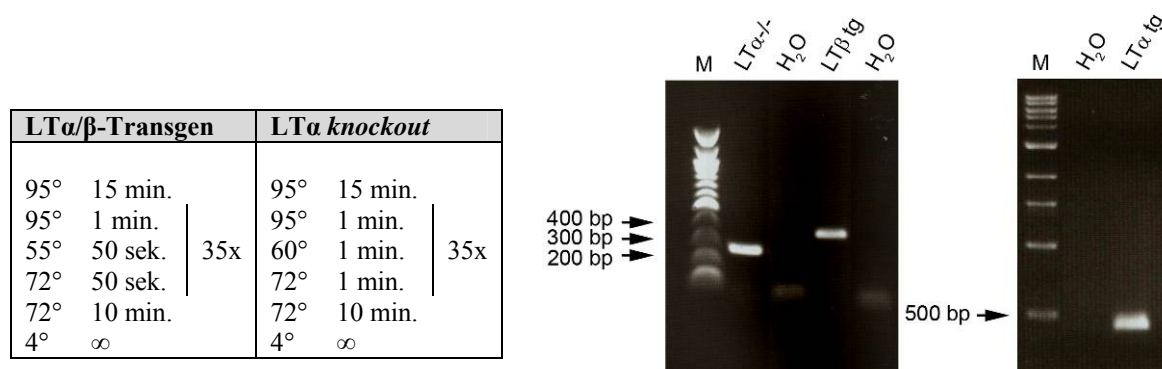 LTα/β-Transgen LTα knockout
95° 15 min. 95° 15 min.
95° 1 min. 95° 1 min.
55° 50 sek. 35x 60° 1 min. 35x
72° 50 sek. 72° 1 min.
72° 10 min. 72° 10 min.
4° ∞ 4° ∞
M LTα-/- H₂O LTβ tg H₂O
400 bp
300 bp
200 bp
M H₂O LTα tg
500 bp